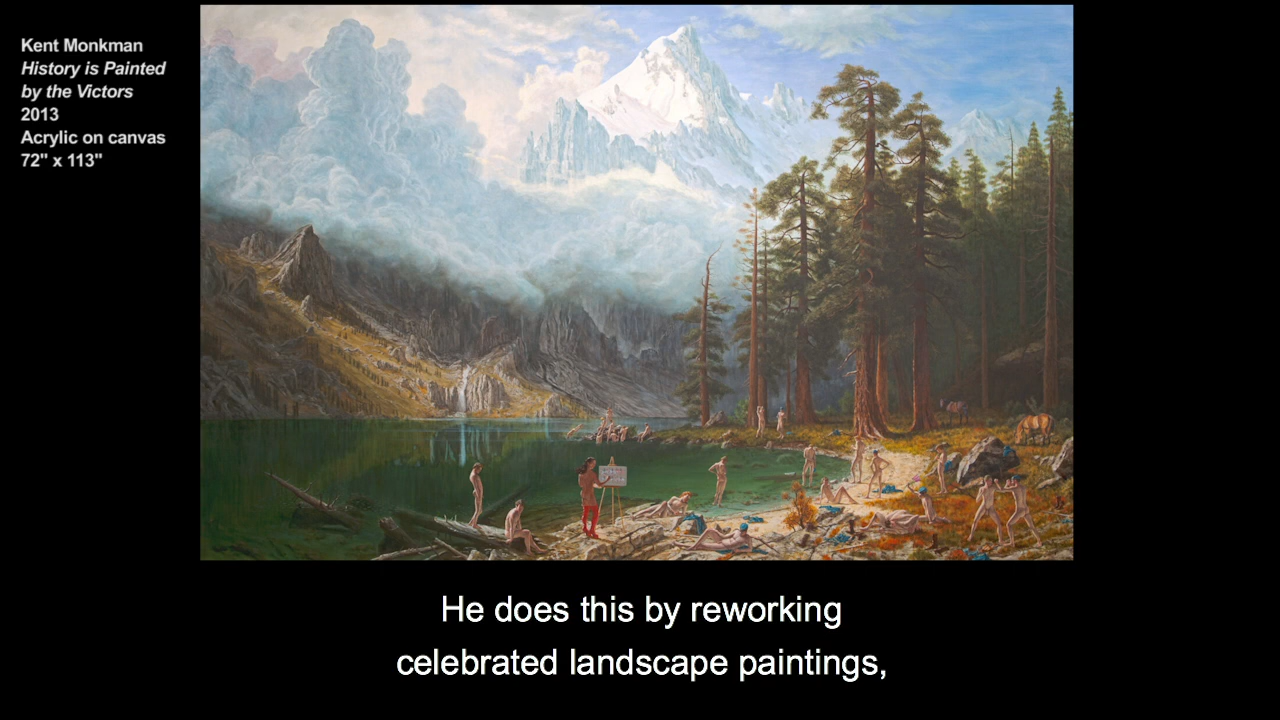 Kent Monkman
History is Painted
by the Victors
2013
Acrylic on canvas
72" x 113"
He does this by reworking
celebrated landscape paintings,